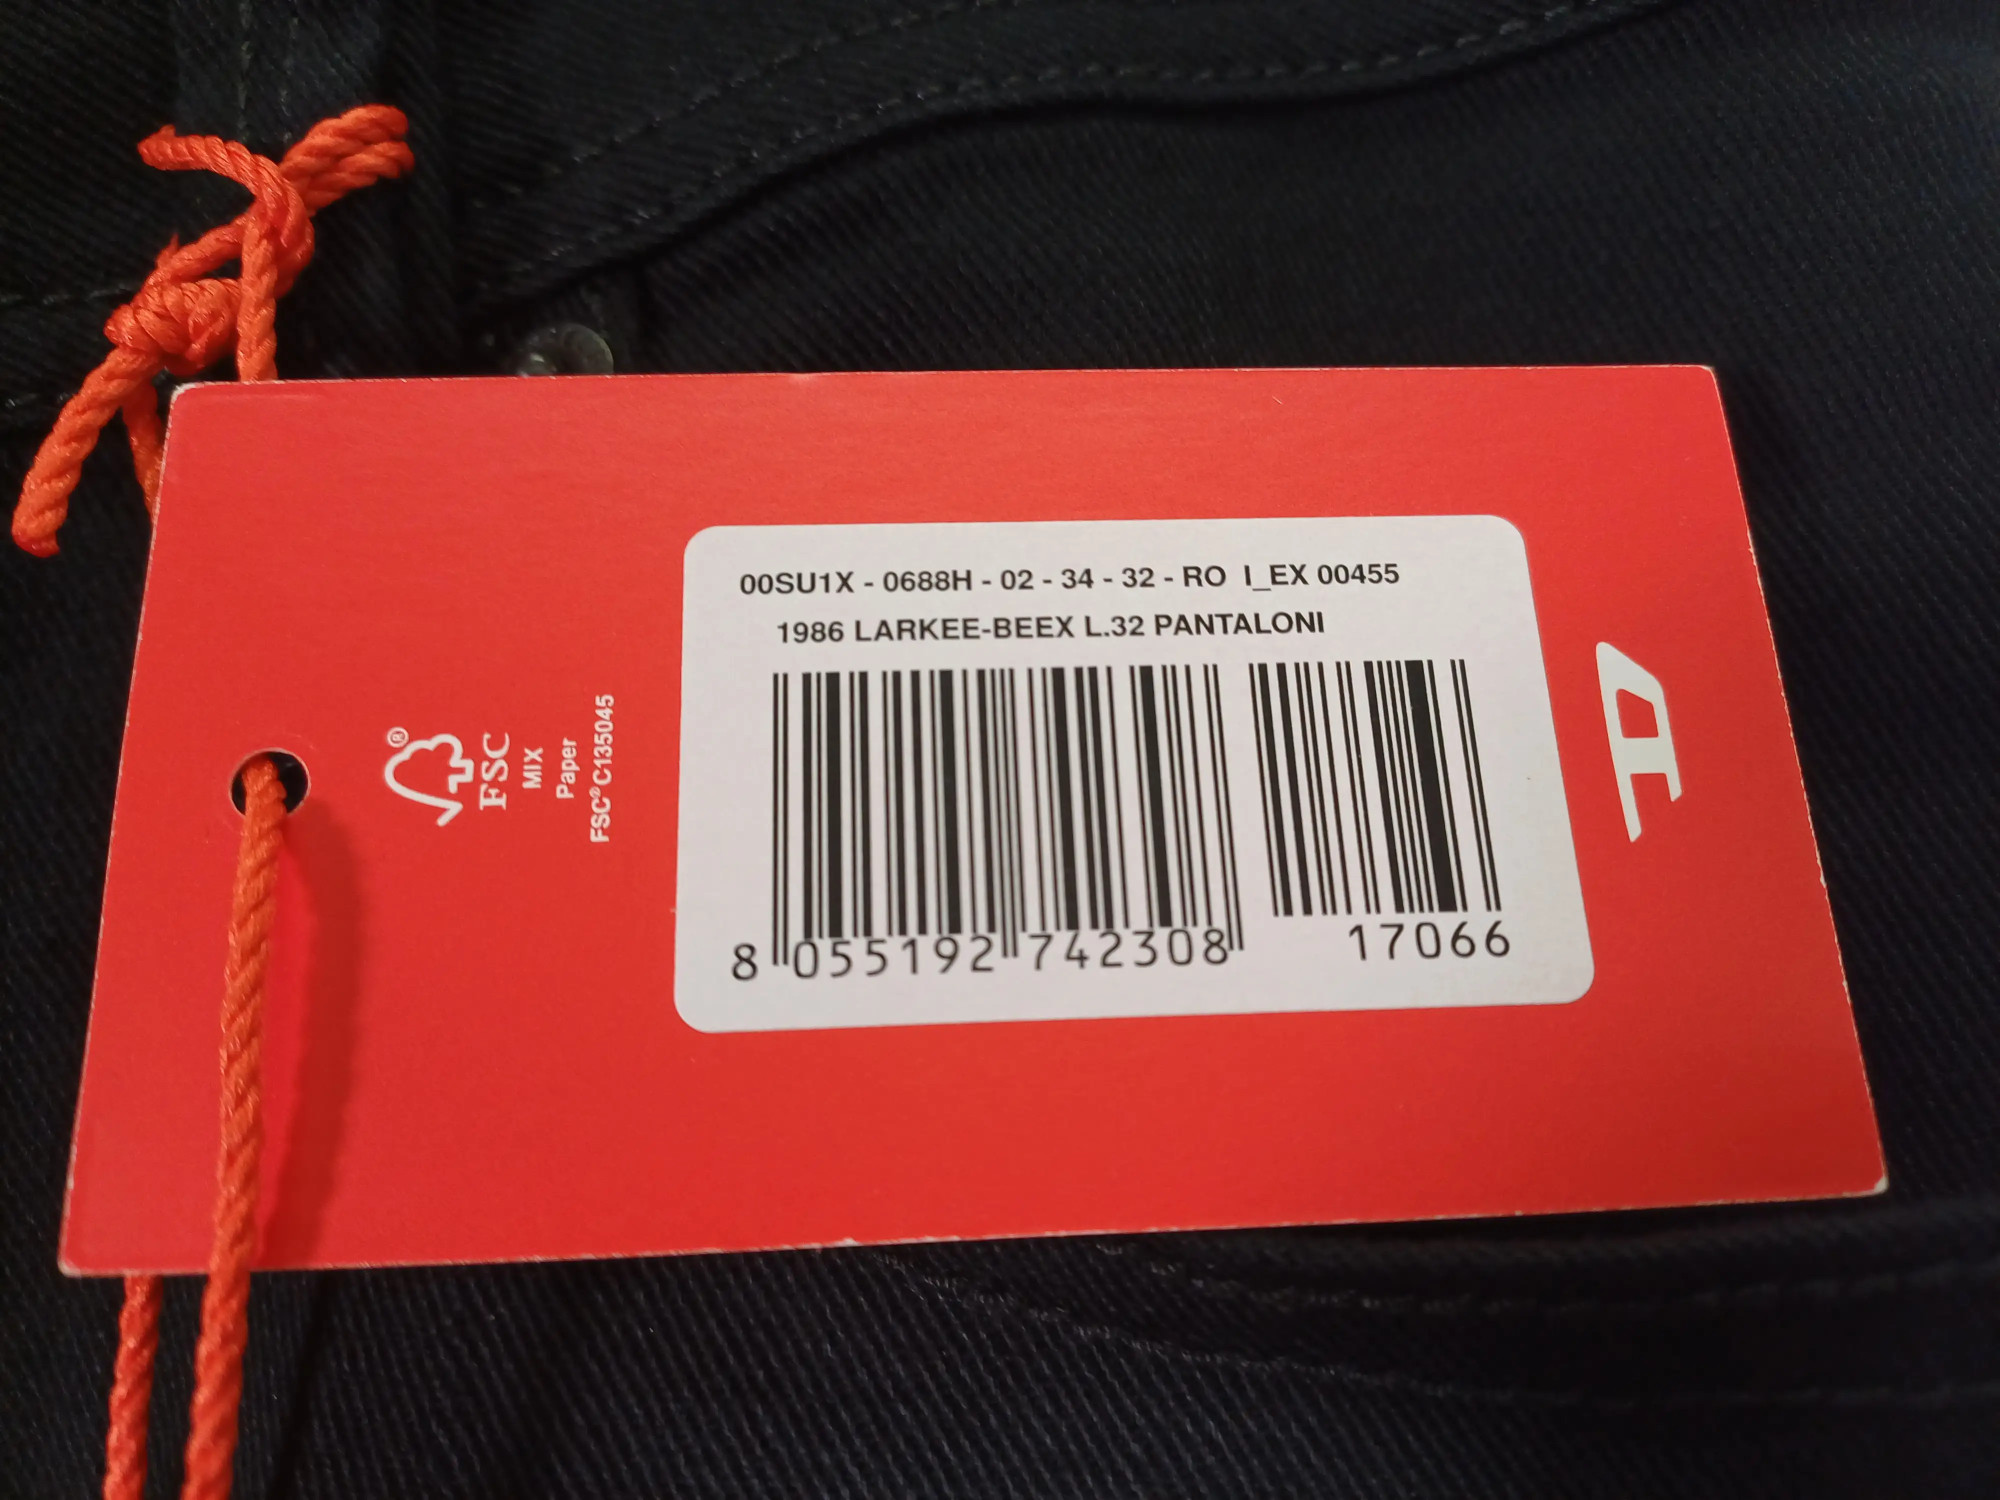 00SU1X - 0688H - 02 - 34 - 32 - RO I_EX 00455
1986 LARKEE-BEEX L.32 PANTALONI
8 055192 742308 17066
®
FSC
MIX
Paper
FSC® C135045
D